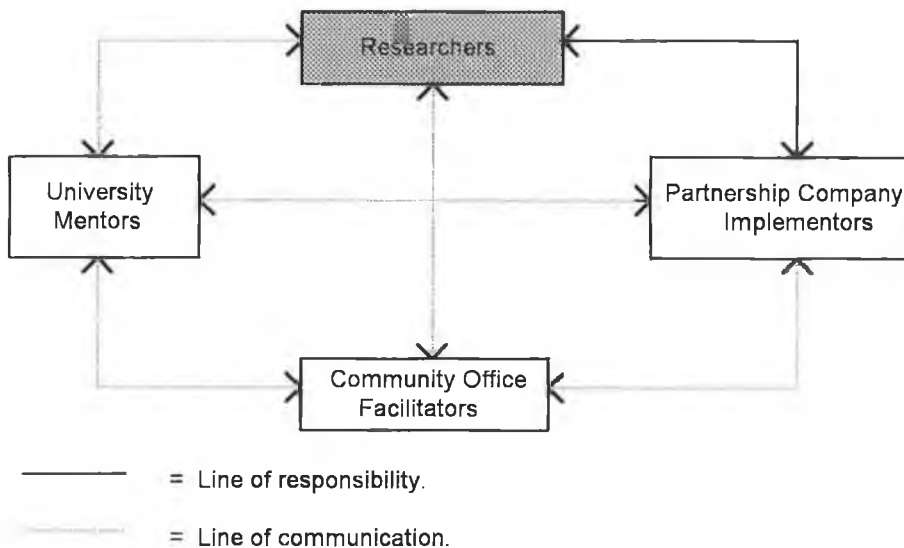 Researchers
University
Mentors
Partnership Company
Implementors
Community Office
Facilitators
= Line of responsibility.
= Line of communication.